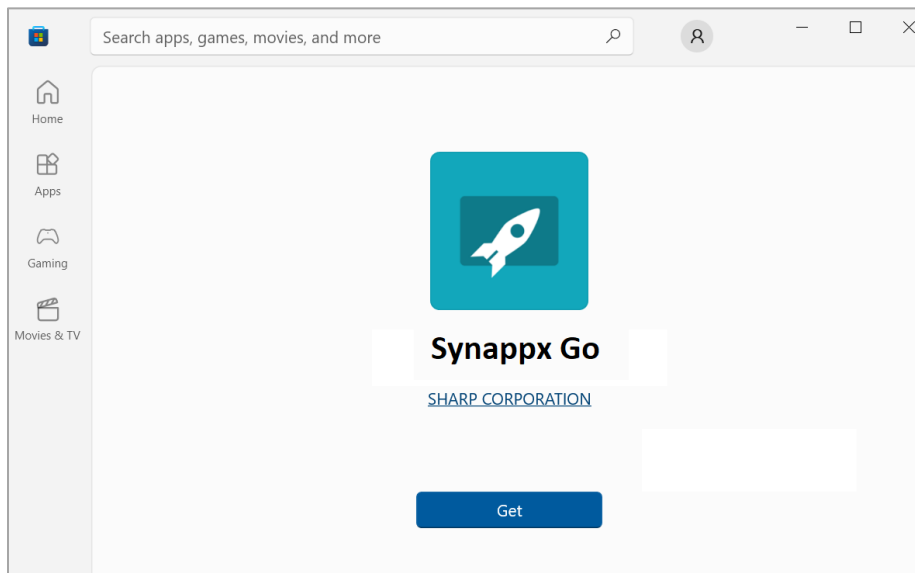 Search apps, games, movies, and more
Home
Apps
Gaming
Movies & TV
Synappx Go
SHARP CORPORATION
Get